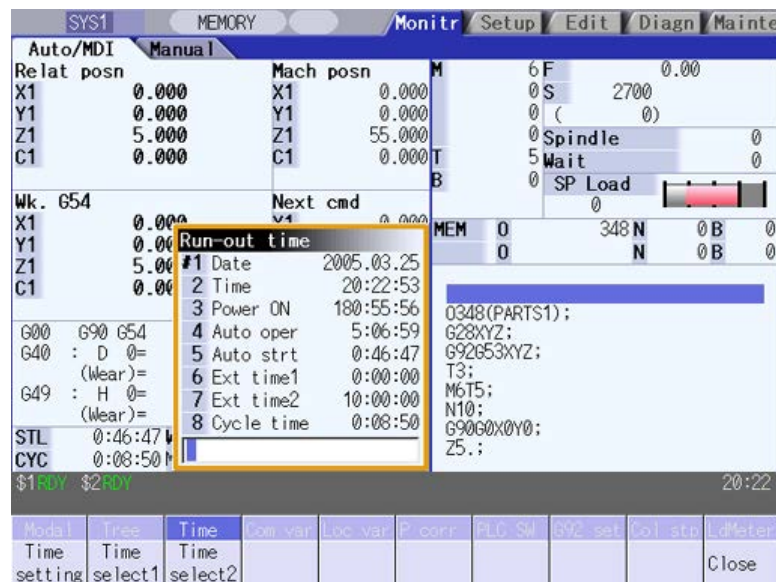 SYS1 MEMORY Monitr Setup Edit Diagn Mainte
Auto/MDI Manual
Relat posn Mach posn
X1 0.000 X1 0.000
Y1 0.000 Y1 0.000
Z1 5.000 Z1 55.000
C1 0.000 C1 0.000
M 6 F 0.00
0 S 2700
0 ( 0)
0 Spindle 0
T 5 Wait 0
B 0 SP Load
0
Wk. G54 Next cmd
X1 0.000 X1 0.000
Y1 0.00
Z1 5.00
C1 0.00
MEM O 348 N 0 B 0
O N 0 B 0
Run-out time
#1 Date 2005.03.25
2 Time 20:22:53
3 Power ON 180:55:56
4 Auto oper 5:06:59
5 Auto strt 0:46:47
6 Ext time1 0:00:00
7 Ext time2 10:00:00
8 Cycle time 0:08:50
G00 G90 G54
G40 : D 0=
(Wear)=
G49 : H 0=
(Wear)=
STL 0:46:47
CYC 0:08:50
O348(PARTS1);
G28XYZ;
G92G53XYZ;
T3;
M6T5;
N10;
G90G0X0Y0;
Z5.;
$1RDY $2RDY 20:22
Modal Tree Time Com var Loc var P corr PLC SW G92 set Col stp LdMeter
Time setting Time select1 Time select2 Close